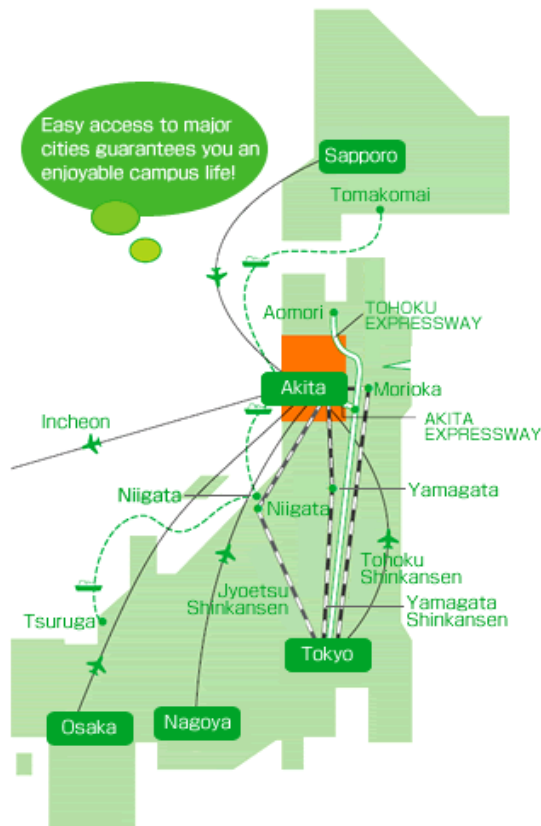 Easy access to major
cities guarantees you an
enjoyable campus life!
Sapporo
Tomakomai
Aomori
TOHOKU
EXPRESSWAY
Akita
Morioka
Incheon
AKITA
EXPRESSWAY
Niigata
Niigata
Yamagata
Tohoku
Shinkansen
Jyoetsu
Shinkansen
Yamagata
Shinkansen
Tsuruga
Tokyo
Osaka
Nagoya